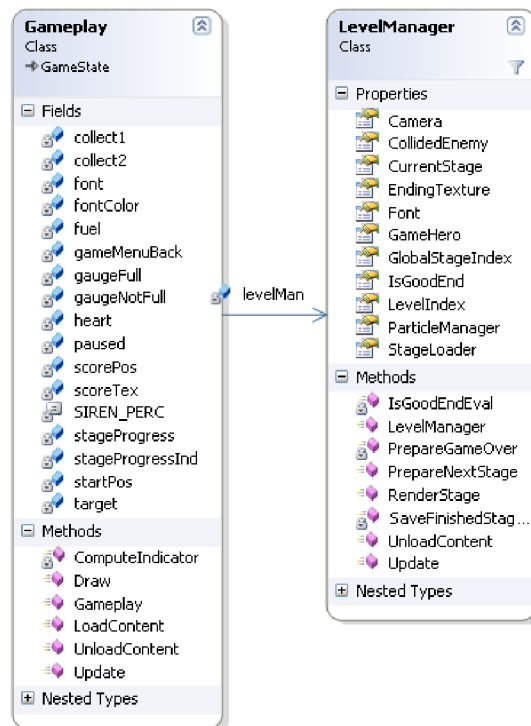 Gameplay
Class
GameState
Fields
collect1
collect2
font
fontColor
fuel
gameMenuBack
gaugeFull
gaugeNotFull
heart
paused
scorePos
scoreTex
SIREN_PERC
stageProgress
stageProgressInd
startPos
target
Methods
ComputeIndicator
Draw
Gameplay
LoadContent
UnloadContent
Update
Nested Types
levelMan
LevelManager
Class
Properties
Camera
CollidedEnemy
CurrentStage
EndingTexture
Font
GameHero
GlobalStageIndex
IsGoodEnd
LevelIndex
ParticleManager
StageLoader
Methods
IsGoodEndEval
LevelManager
PrepareGameOver
PrepareNextStage
RenderStage
SaveFinishedStag...
UnloadContent
Update
Nested Types